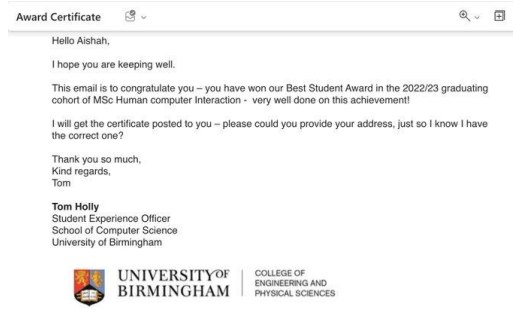 Award Certificate
Hello Aishah,
I hope you are keeping well.
This email is to congratulate you – you have won our Best Student Award in the 2022/23 graduating
cohort of MSc Human computer Interaction -  very well done on this achievement!
I will get the certificate posted to you – please could you provide your address, just so I know I have
the correct one?
Thank you so much,
Kind regards,
Tom
Tom Holly
Student Experience Officer
School of Computer Science
University of Birmingham
UNIVERSITY OF
BIRMINGHAM
COLLEGE OF
ENGINEERING AND
PHYSICAL SCIENCES